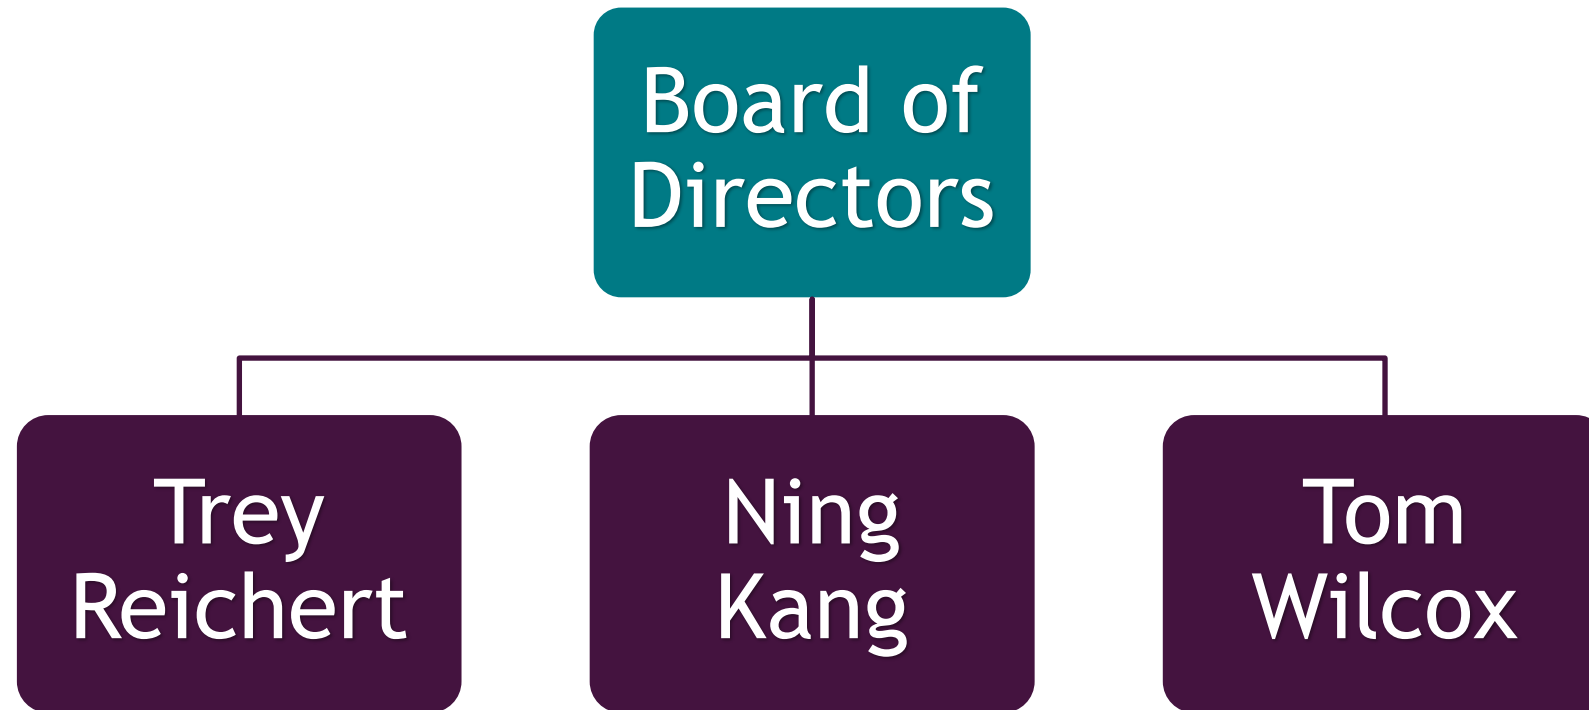 Board of
Directors
Trey
Reichert
Ning
Kang
Tom
Wilcox